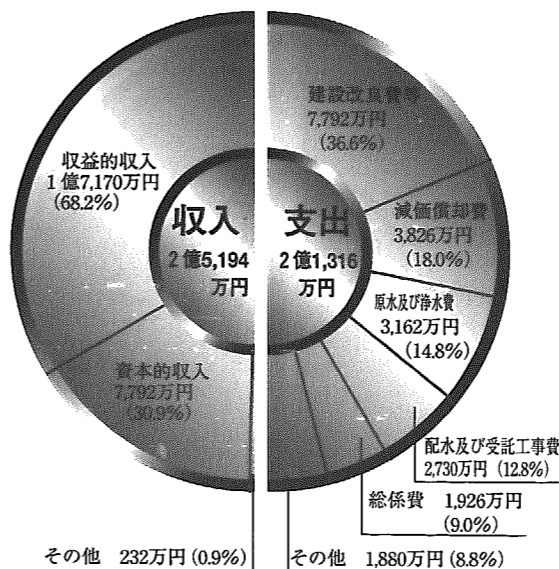 収入
2億5,194
万円
収益的収入
1億7,170万円
(68.2%)
資本的収入
7,792万円
(30.9%)
その他 232万円(0.9%)
支出
2億1,316
万円
建設改良費等
7,792万円
(36.6%)
減価償却費
3,826万円
(18.0%)
原水及び浄水費
3,162万円
(14.8%)
配水及び受託工事費
2,730万円(12.8%)
総係費 1,926万円
(9.0%)
その他 1,880万円(8.8%)